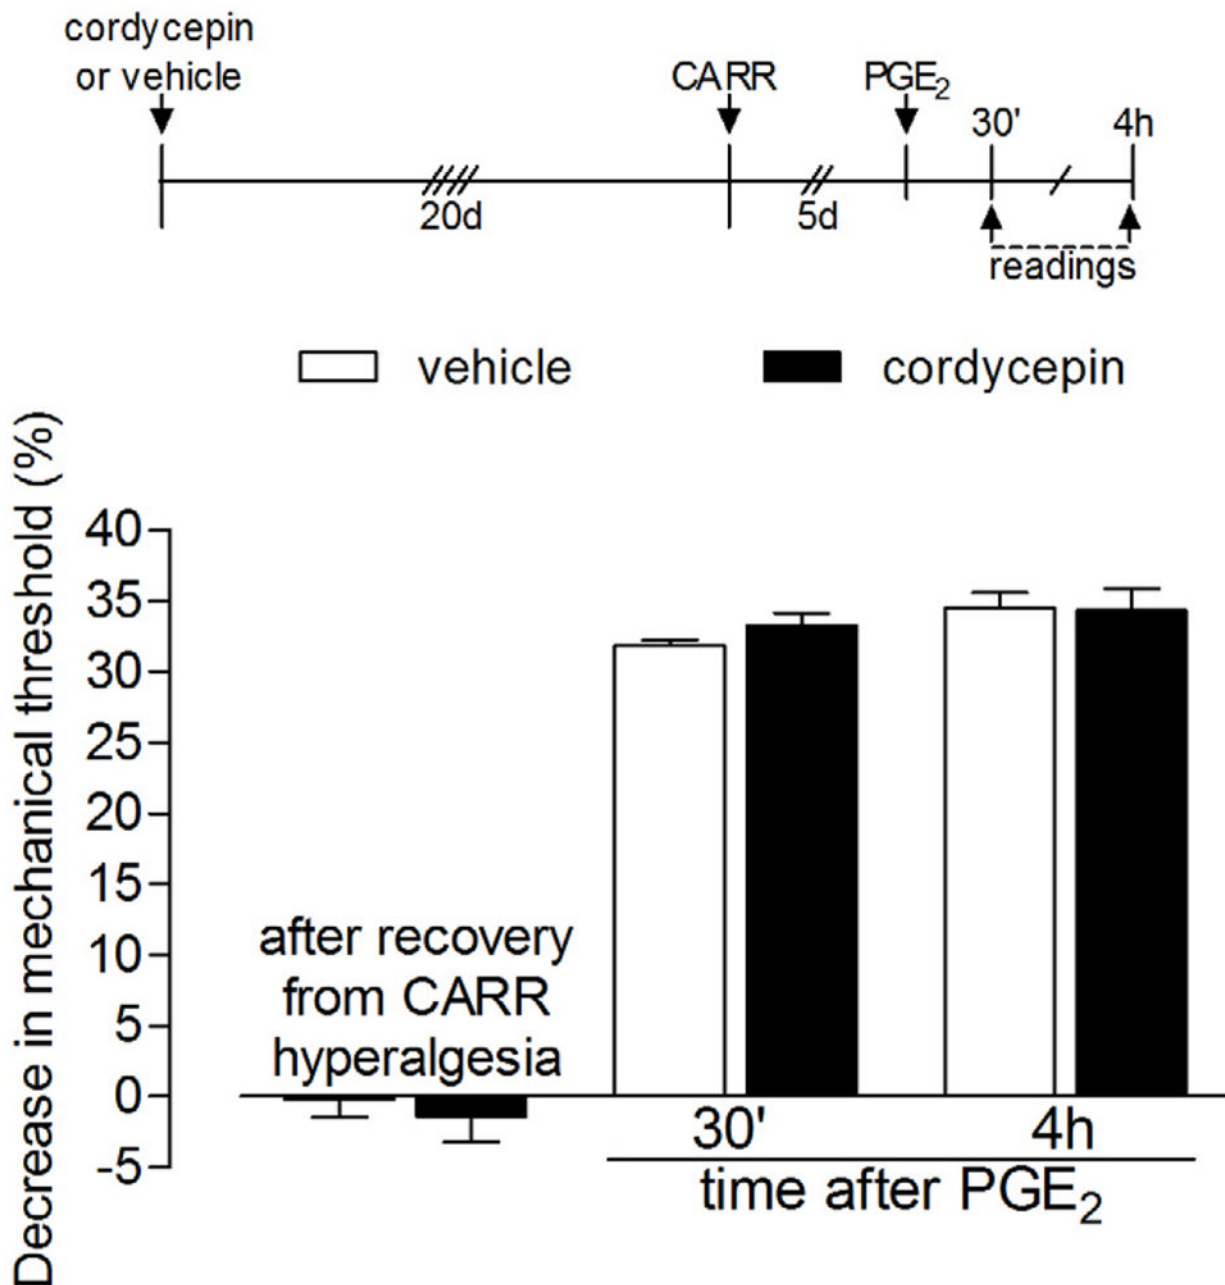 cordycepin
or vehicle
CARR
PGE₂
30'
4h
20d
5d
readings
vehicle
cordycepin
Decrease in mechanical threshold (%)
40
35
30
25
20
15
10
5
0
-5
after recovery
from CARR
hyperalgesia
30'
4h
time after PGE₂